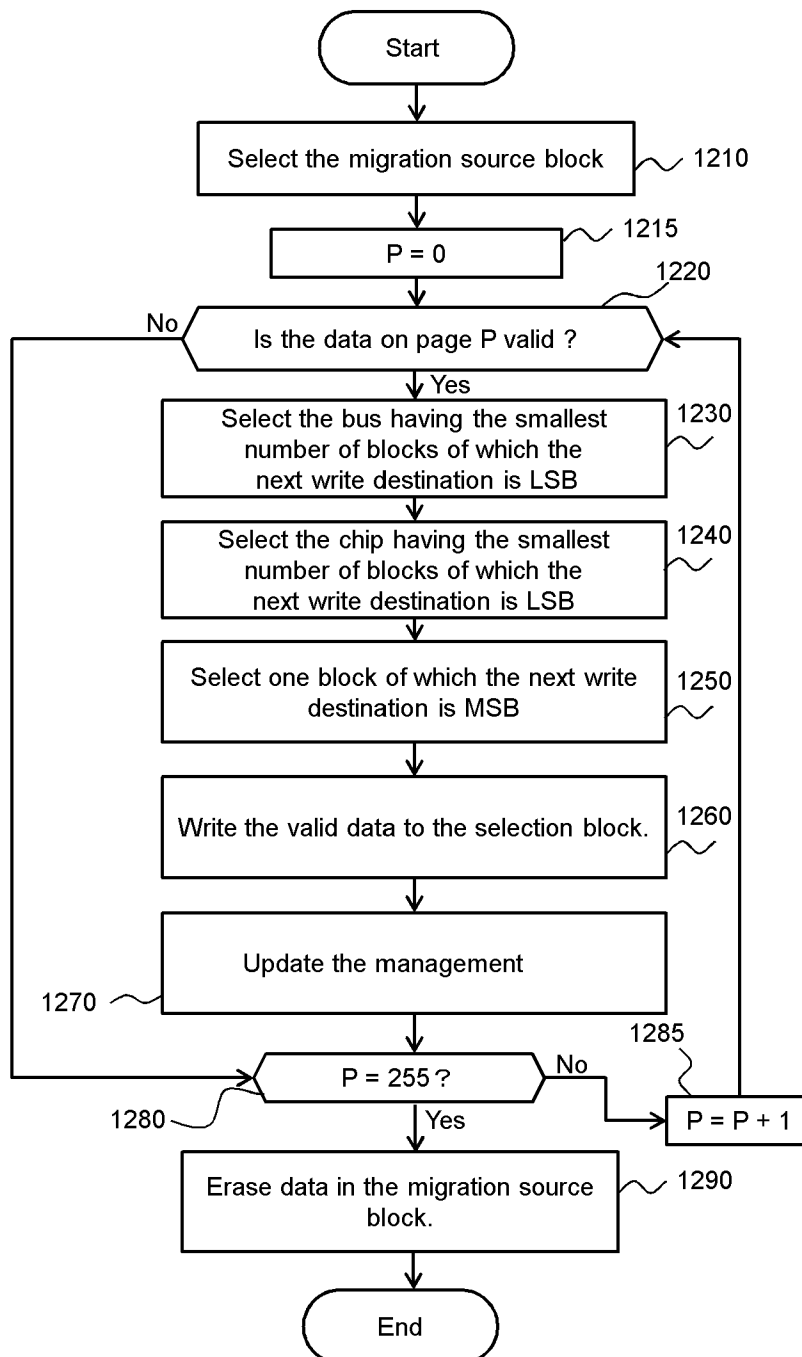 Start
Select the migration source block
1210
1215
P = 0
1220
No
Is the data on page P valid ?
Yes
Select the bus having the smallest
number of blocks of which the
next write destination is LSB
1230
Select the chip having the smallest
number of blocks of which the
next write destination is LSB
1240
Select one block of which the next write
destination is MSB
1250
Write the valid data to the selection block.
1260
Update the management
1270
1285
P = 255?
No
1280
Yes
P = P + 1
Erase data in the migration source
block.
1290
End